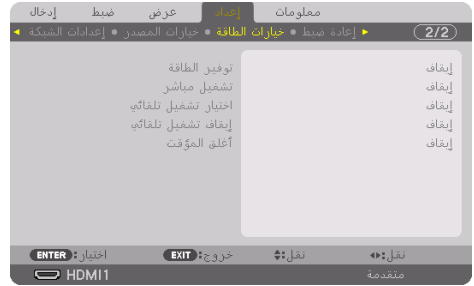 إدخال ضبط عرض إعداد معلومات
إعدادات الشبكة • خيارات المصدر • خيارات الطاقة • إعادة ضبط 2/2
توفير الطاقة إيقاف
تشغيل مباشر إيقاف
اختيار تشغيل تلقائي إيقاف
إيقاف تشغيل تلقائي إيقاف
أغلق المؤقت إيقاف
ENTER :اختيار EXIT :خروج نقل: نقل:
HDMI1 متقدمة